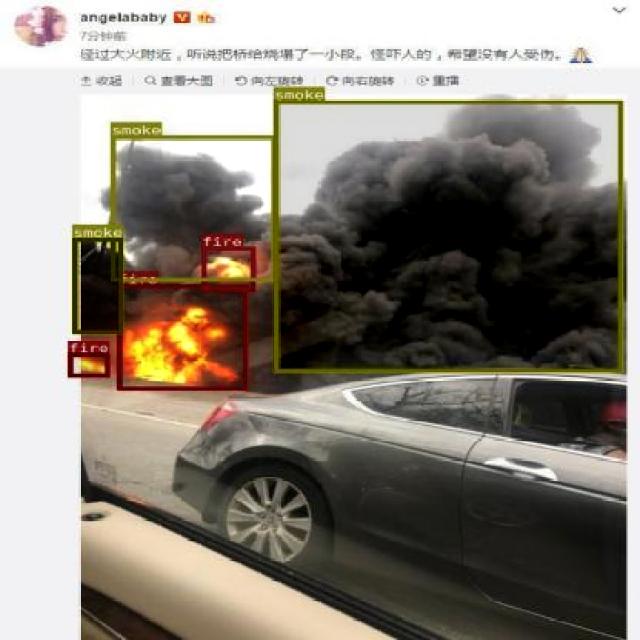 angelababy
7分钟前
经过大火附近，听说把桥给烧塌了一小段。怪吓人的，希望没有人受伤。
收起 查看大图 向左旋转 向右旋转 重播
smoke
smoke
smoke
fire
fire
fire